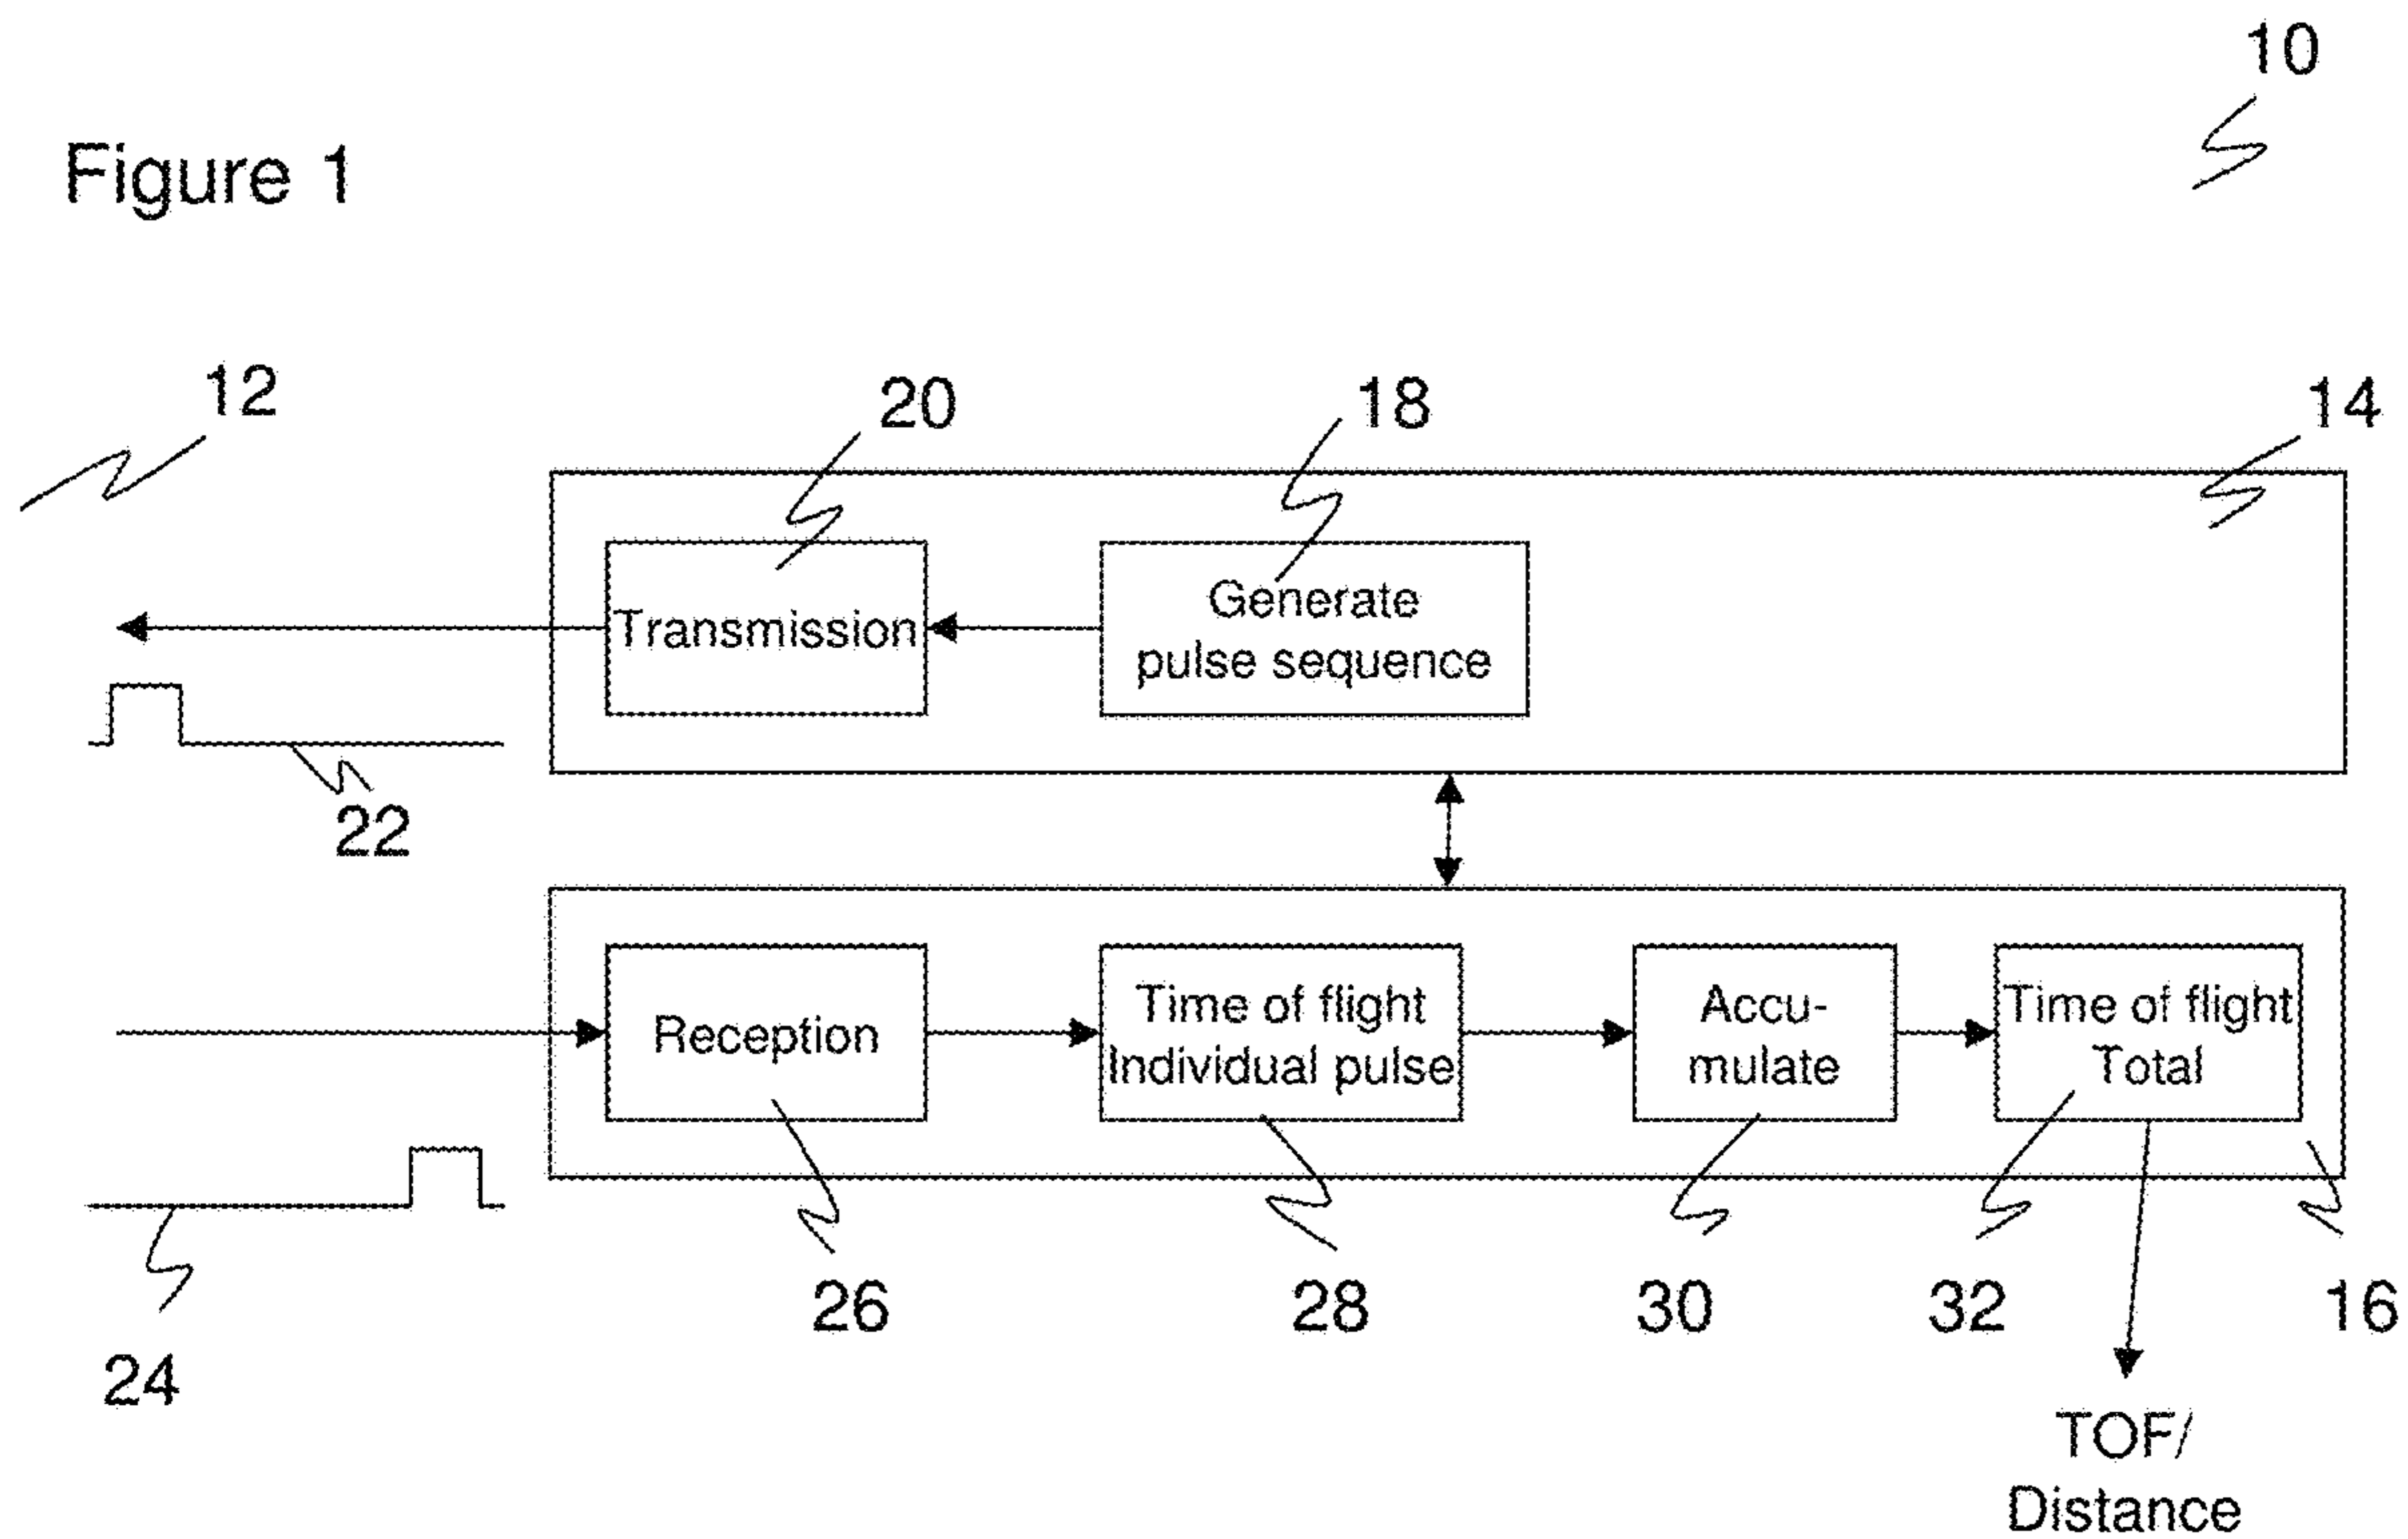 10
Figure 1
12
20
18
14
Transmission
Generate
pulse sequence
22
Reception
Time of flight
Individual pulse
Accu-
mulate
Time of flight
Total
26
28
30
32
16
24
TOF/
Distance